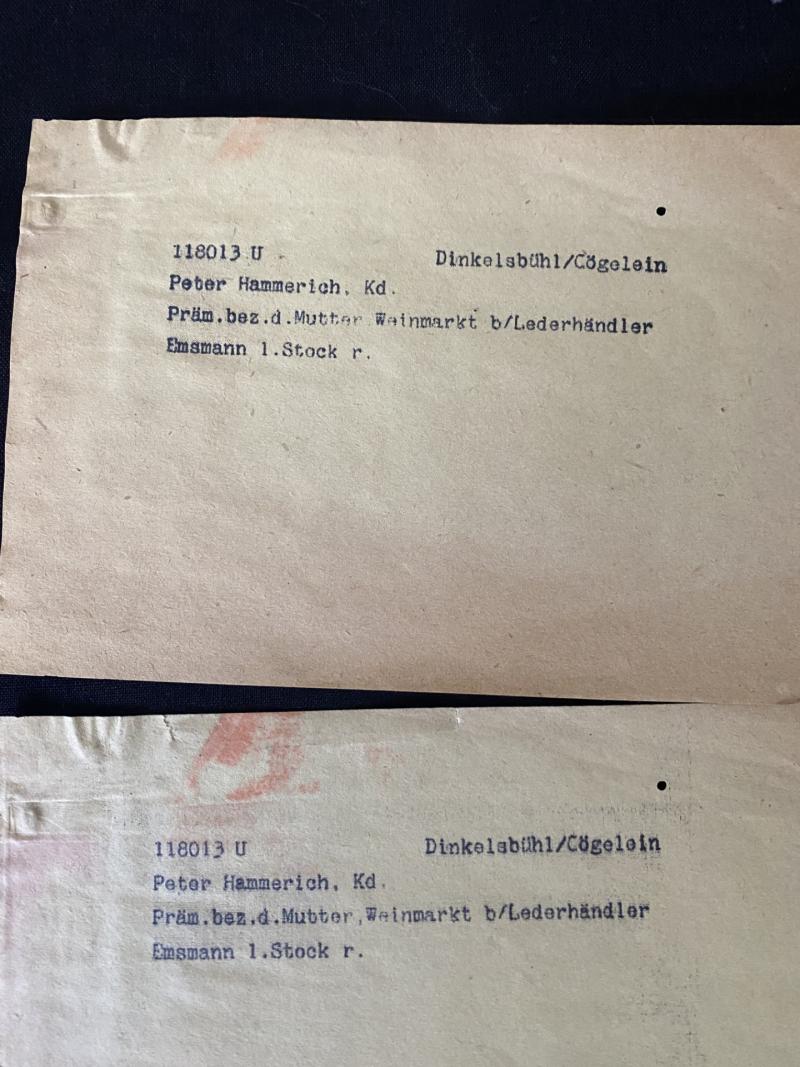 118013 U Dinkelsbühl/Cögelein
Peter Hammerich, Kd.
Präm.bez.d.Mutter Weinmarkt b/Lederhändler
Emsmann 1.Stock r.
118013 U Dinkelsbühl/Cögelein
Peter Hammerich, Kd.
Präm.bez.d.Mutter,Weinmarkt b/Lederhändler
Emsmann 1.Stock r.